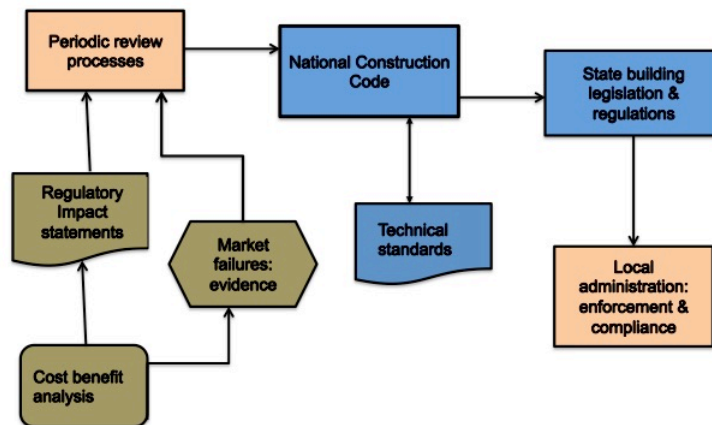 Periodic review
processes
National Construction
Code
State building
legislation &
regulations
Regulatory
Impact
statements
Market
failures:
evidence
Technical
standards
Local
administration:
enforcement &
compliance
Cost benefit
analysis